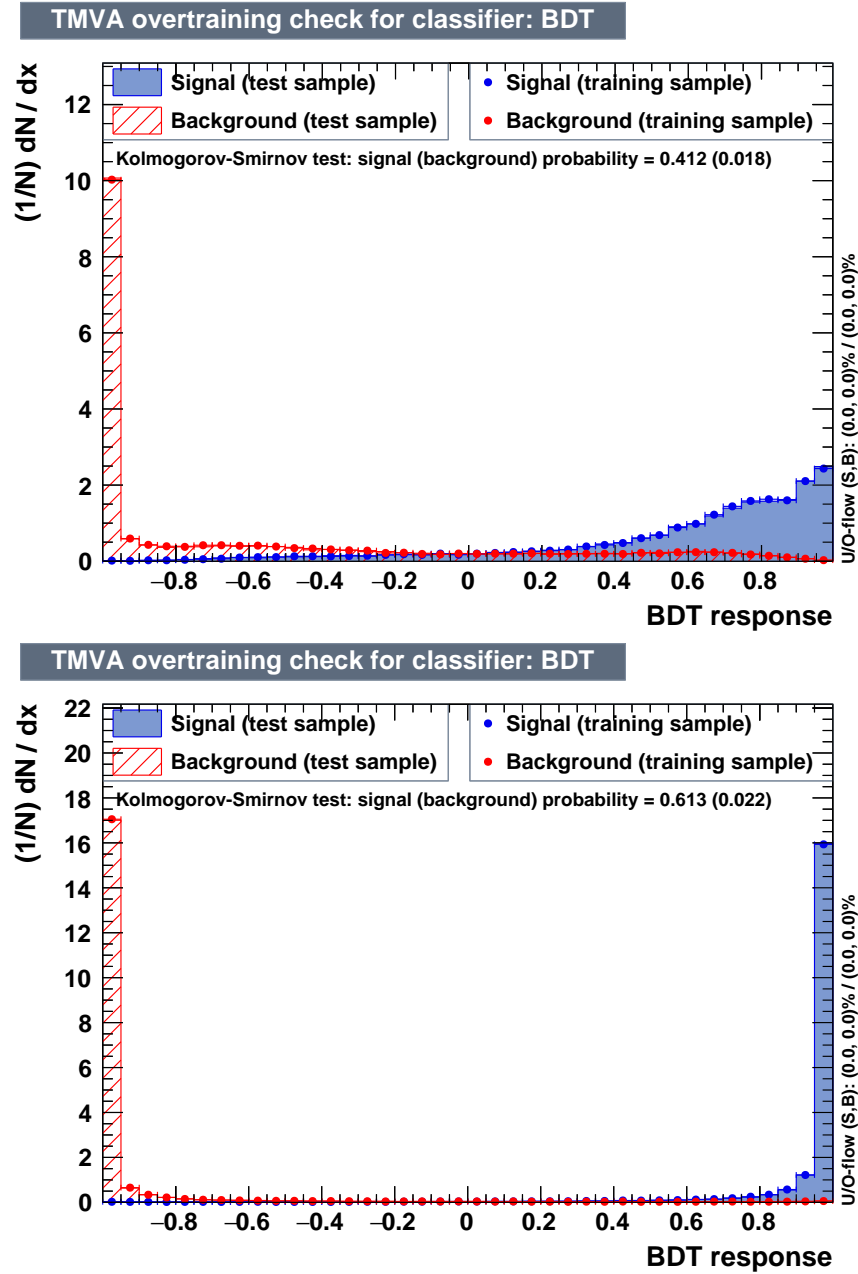 TMVA overtraining check for classifier: BDT
Signal (test sample)
Background (test sample)
Signal (training sample)
Background (training sample)
Kolmogorov-Smirnov test: signal (background) probability = 0.412 (0.018)
(1/N) dN / dx
12
10
8
6
4
2
0
−0.8 −0.6 −0.4 −0.2 0 0.2 0.4 0.6 0.8
BDT response
U/O-flow (S,B): (0.0, 0.0)% / (0.0, 0.0)%
TMVA overtraining check for classifier: BDT
Signal (test sample)
Background (test sample)
Signal (training sample)
Background (training sample)
Kolmogorov-Smirnov test: signal (background) probability = 0.613 (0.022)
(1/N) dN / dx
22
20
18
16
14
12
10
8
6
4
2
0
−0.8 −0.6 −0.4 −0.2 0 0.2 0.4 0.6 0.8
BDT response
U/O-flow (S,B): (0.0, 0.0)% / (0.0, 0.0)%